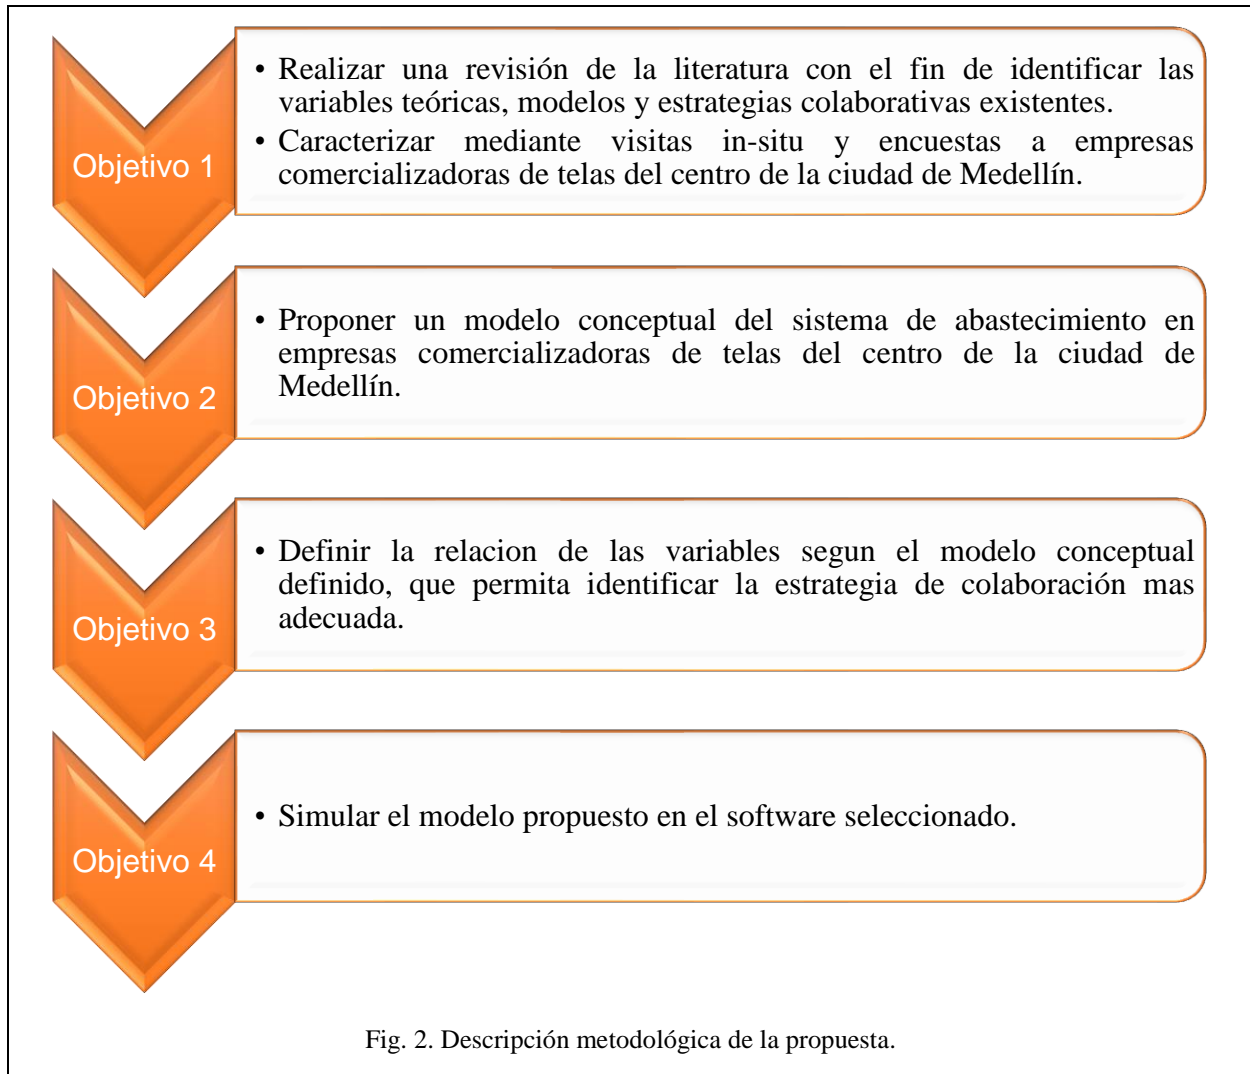 Objetivo 1
• Realizar una revisión de la literatura con el fin de identificar las
variables teóricas, modelos y estrategias colaborativas existentes.
• Caracterizar mediante visitas in-situ y encuestas a empresas
comercializadoras de telas del centro de la ciudad de Medellín.
Objetivo 2
• Proponer un modelo conceptual del sistema de abastecimiento en
empresas comercializadoras de telas del centro de la ciudad de
Medellín.
Objetivo 3
• Definir la relacion de las variables segun el modelo conceptual
definido, que permita identificar la estrategia de colaboración mas
adecuada.
Objetivo 4
• Simular el modelo propuesto en el software seleccionado.
Fig. 2. Descripción metodológica de la propuesta.